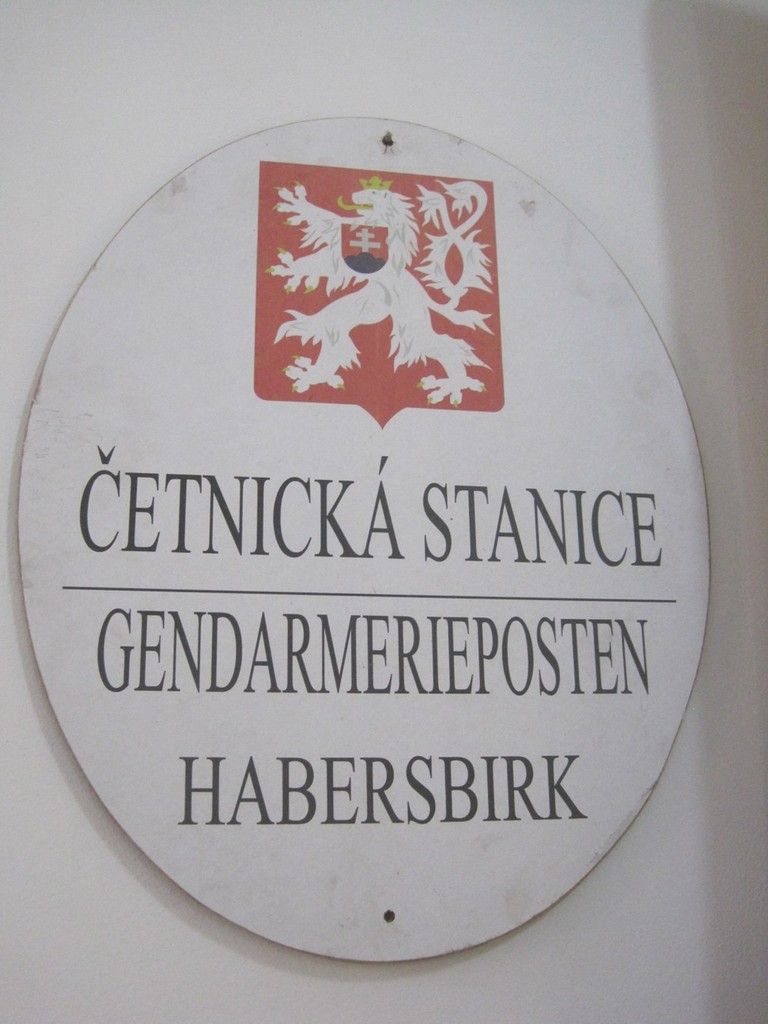 ČETNICKÁ STANICE
GENDARMERIEPOSTEN
HABERSBIRK